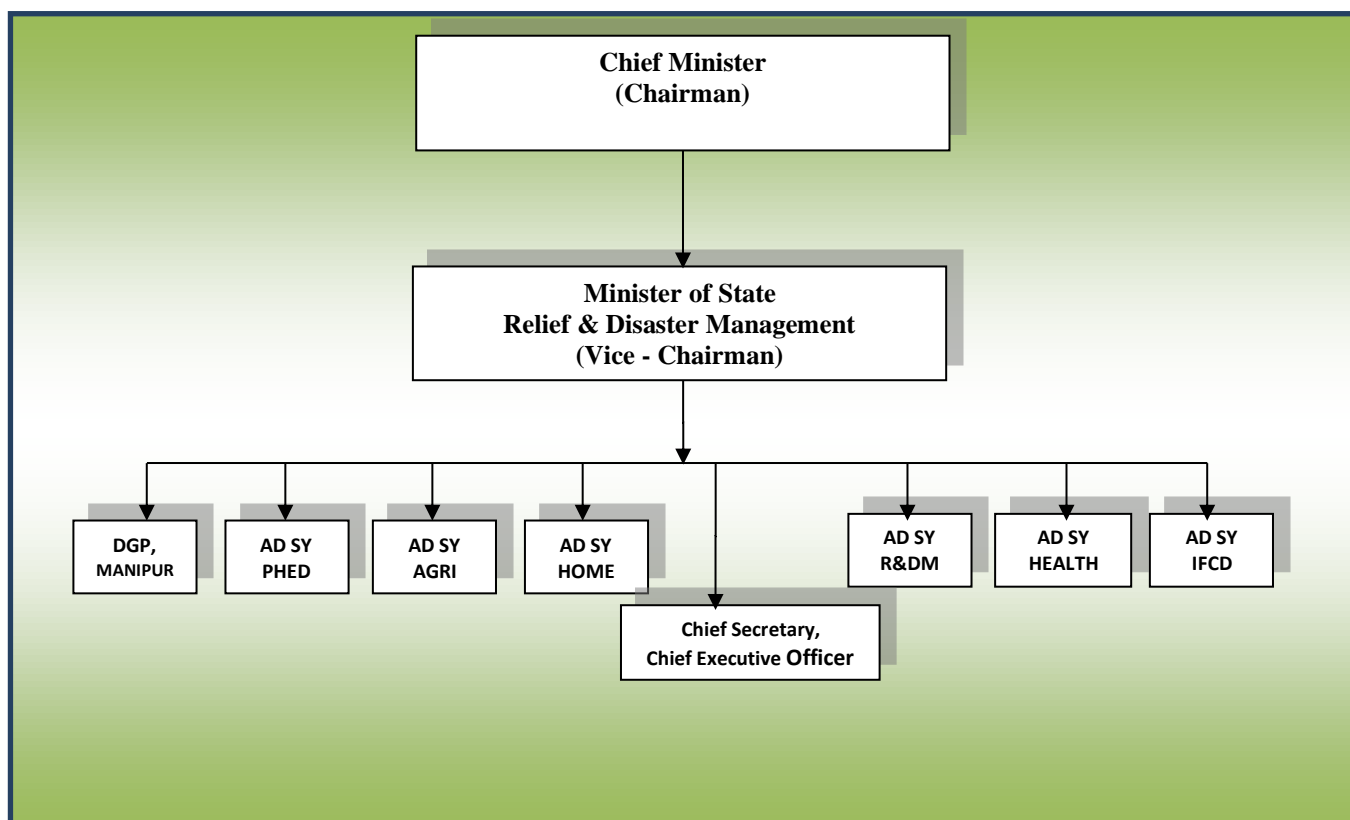 Chief Minister
(Chairman)
Minister of State
Relief & Disaster Management
(Vice - Chairman)
DGP,
MANIPUR
AD SY
PHED
AD SY
AGRI
AD SY
HOME
Chief Secretary,
Chief Executive Officer
AD SY
R&DM
AD SY
HEALTH
AD SY
IFCD